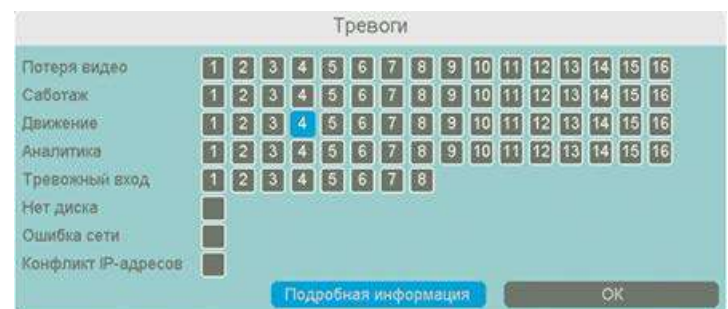 Тревоги
Потеря видео 1 2 3 4 5 6 7 8 9 10 11 12 13 14 15 16
Саботаж 1 2 3 4 5 6 7 8 9 10 11 12 13 14 15 16
Движение 1 2 3 4 5 6 7 8 9 10 11 12 13 14 15 16
Аналитика 1 2 3 4 5 6 7 8 9 10 11 12 13 14 15 16
Тревожный вход 1 2 3 4 5 6 7 8
Нет диска
Ошибка сети
Конфликт IP-адресов
Подробная информация OK